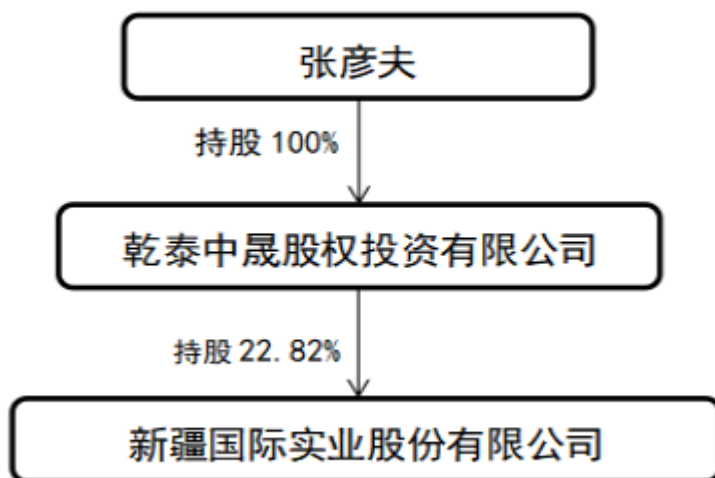 张彦夫
持股 100%
乾泰中晟股权投资有限公司
持股 22.82%
新疆国际实业股份有限公司